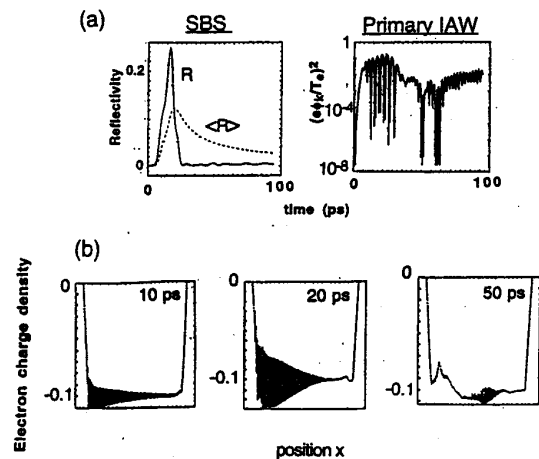 (a)
SBS
Primary IAW
Reflectivity
0.2
0
R
<R>
0
100
(eφk/Te)²
1
10⁻⁴
10⁻⁸
0
100
time (ps)
(b)
Electron charge density
0
-0.1
10 ps
0
-0.1
20 ps
0
-0.1
50 ps
position x